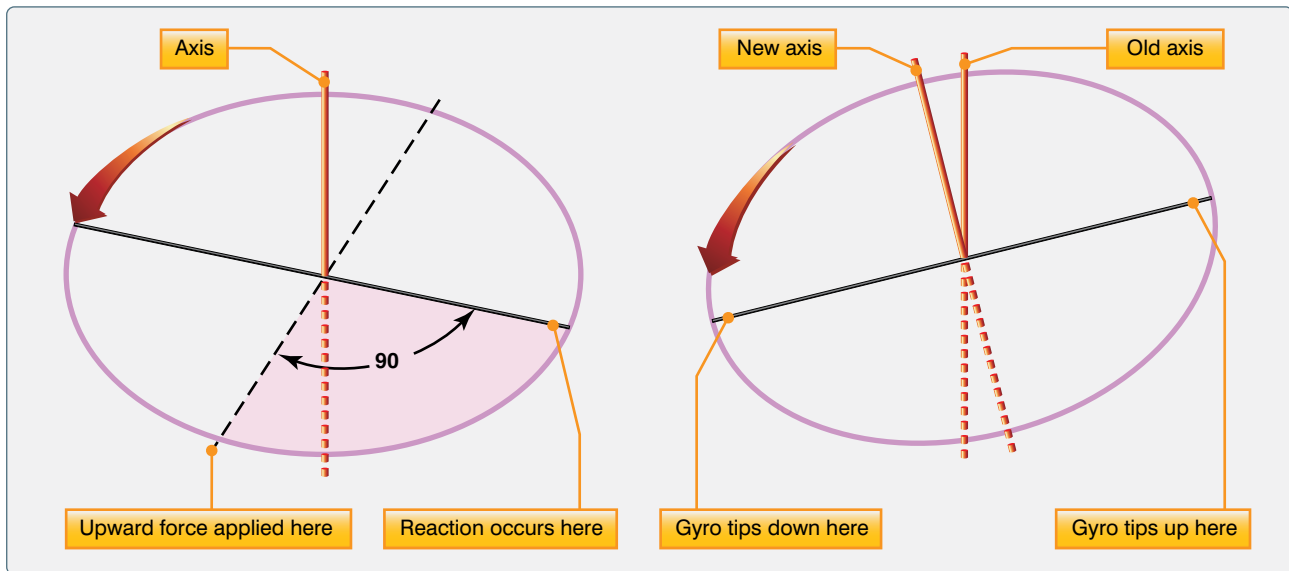 Axis
New axis
Old axis
90
Upward force applied here
Reaction occurs here
Gyro tips down here
Gyro tips up here